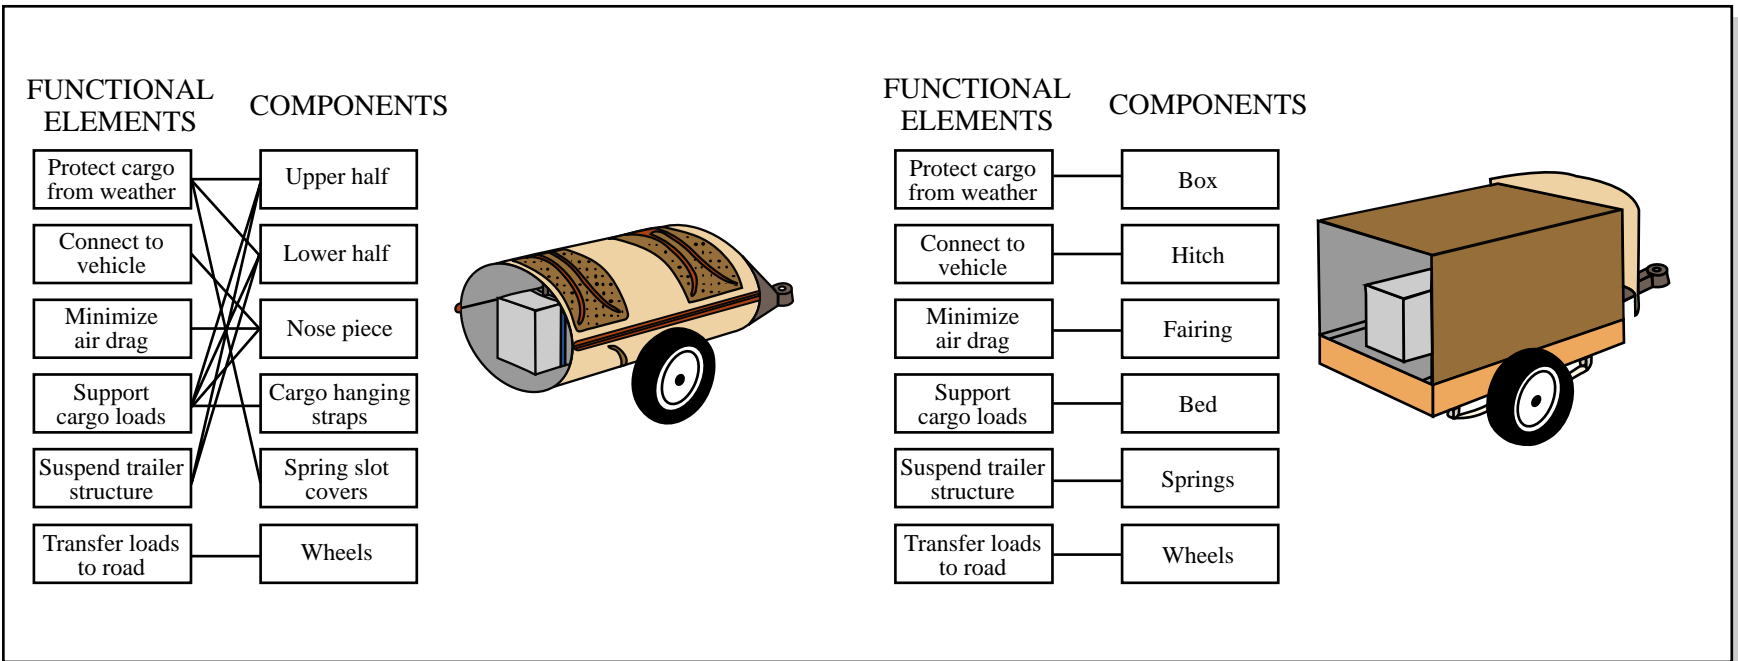 FUNCTIONAL
ELEMENTS
COMPONENTS
Protect cargo
from weather
Upper half
Connect to
vehicle
Lower half
Minimize
air drag
Nose piece
Support
cargo loads
Cargo hanging
straps
Suspend trailer
structure
Spring slot
covers
Transfer loads
to road
Wheels
FUNCTIONAL
ELEMENTS
COMPONENTS
Protect cargo
from weather
Box
Connect to
vehicle
Hitch
Minimize
air drag
Fairing
Support
cargo loads
Bed
Suspend trailer
structure
Springs
Transfer loads
to road
Wheels